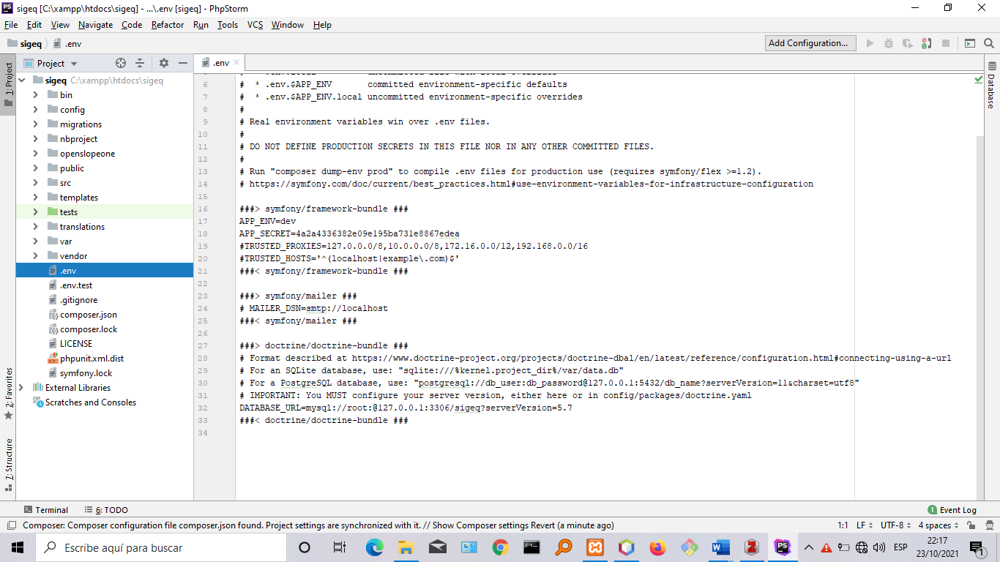 sigeq [C:\xampp\htdocs\sigeq] - ...\.env [sigeq] - PhpStorm
File Edit View Navigate Code Refactor Run Tools VCS Window Help
sigeq .env
Add Configuration...
Project
.env
1: Project
Database
sigeq C:\xampp\htdocs\sigeq
bin
config
migrations
nbproject
openslopeone
public
src
templates
tests
translations
var
vendor
.env
.env.test
.gitignore
composer.json
composer.lock
LICENSE
phpunit.xml.dist
symfony.lock
External Libraries
Scratches and Consoles
2: Favorites
7: Structure
6 #  * .env.$APP_ENV       committed environment-specific defaults
7 #  * .env.$APP_ENV.local uncommitted environment-specific overrides
8 #
9 # Real environment variables win over .env files.
10 #
11 # DO NOT DEFINE PRODUCTION SECRETS IN THIS FILE NOR IN ANY OTHER COMMITTED FILES.
12 #
13 # Run "composer dump-env prod" to compile .env files for production use (requires symfony/flex >=1.2).
14 # https://symfony.com/doc/current/best_practices.html#use-environment-variables-for-infrastructure-configuration
15
16 ###> symfony/framework-bundle ###
17 APP_ENV=dev
18 APP_SECRET=4a2a4336382e09e195ba731e8867edea
19 #TRUSTED_PROXIES=127.0.0.0/8,10.0.0.0/8,172.16.0.0/12,192.168.0.0/16
20 #TRUSTED_HOSTS='^(localhost|example\.com)$'
21 ###< symfony/framework-bundle ###
22
23 ###> symfony/mailer ###
24 # MAILER_DSN=smtp://localhost
25 ###< symfony/mailer ###
26
27 ###> doctrine/doctrine-bundle ###
28 # Format described at https://www.doctrine-project.org/projects/doctrine-dbal/en/latest/reference/configuration.html#connecting-using-a-url
29 # For an SQLite database, use: "sqlite:///%kernel.project_dir%/var/data.db"
30 # For a PostgreSQL database, use: "postgresql://db_user:db_password@127.0.0.1:5432/db_name?serverVersion=11&charset=utf8"
31 # IMPORTANT: You MUST configure your server version, either here or in config/packages/doctrine.yaml
32 DATABASE_URL=mysql://root:@127.0.0.1:3306/sigeq?serverVersion=5.7
33 ###< doctrine/doctrine-bundle ###
34
Terminal 6: TODO
1 Event Log
Composer: Composer configuration file composer.json found. Project settings are synchronized with it. // Show Composer settings Revert (a minute ago)
1:1 LF UTF-8 4 spaces
Escribe aquí para buscar
ESP
22:17
23/10/2021
1